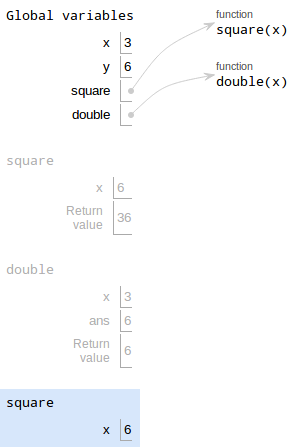 Global variables
x 3
y 6
square
double
function
square(x)
function
double(x)
square
x 6
Return
value 36
double
x 3
ans 6
Return
value 6
square
x 6